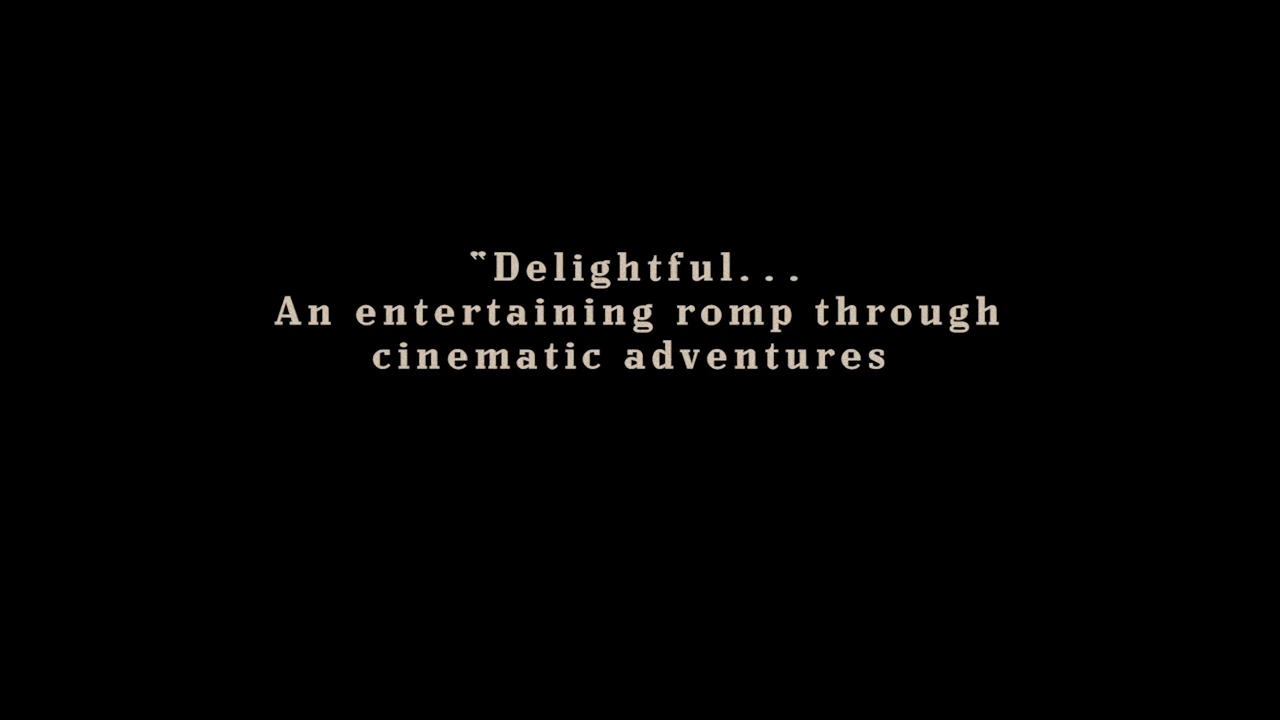 ‟Delightful...
An entertaining romp through
cinematic adventures